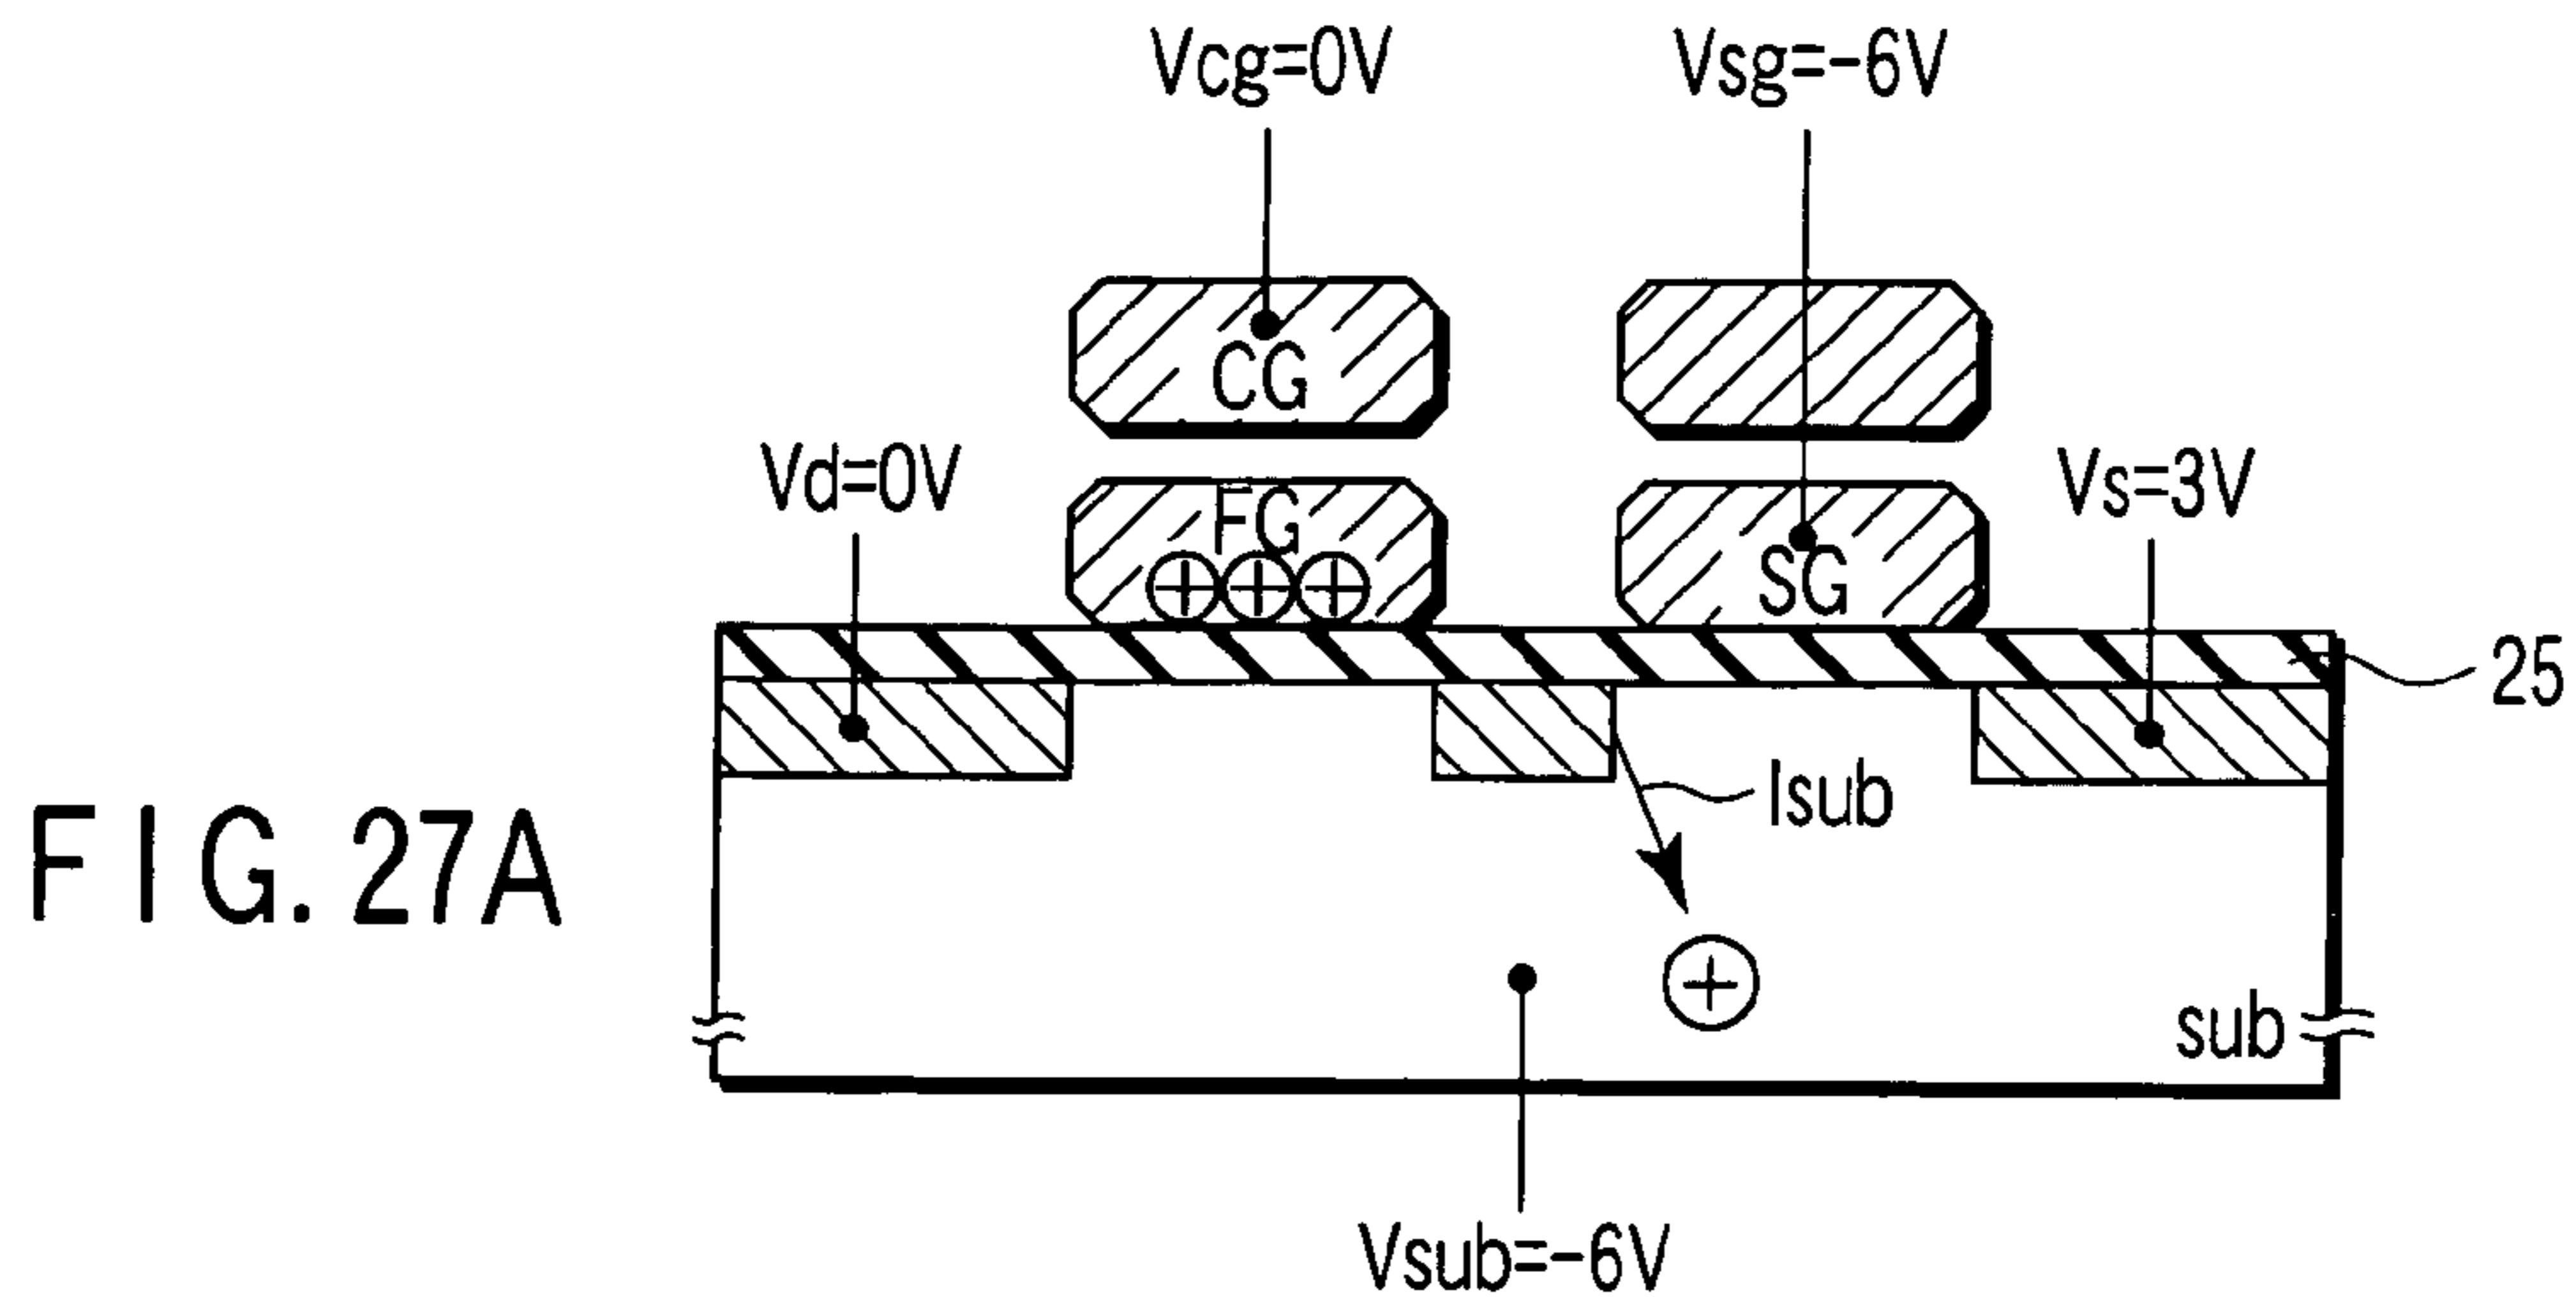 Vcg=0V
Vsg=-6V
CG
Vd=0V
FG
Vs=3V
SG
25
Isub
FIG. 27A
sub
Vsub=-6V